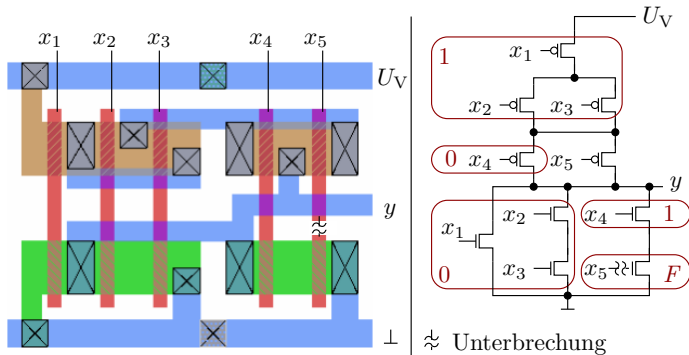 x1 x2 x3 x4 x5
UV
y
⊥
UV
1 x1
x2 x3
0 x4 x5
y
x1 x2 x4 1
0 x3 x5 F
Unterbrechung